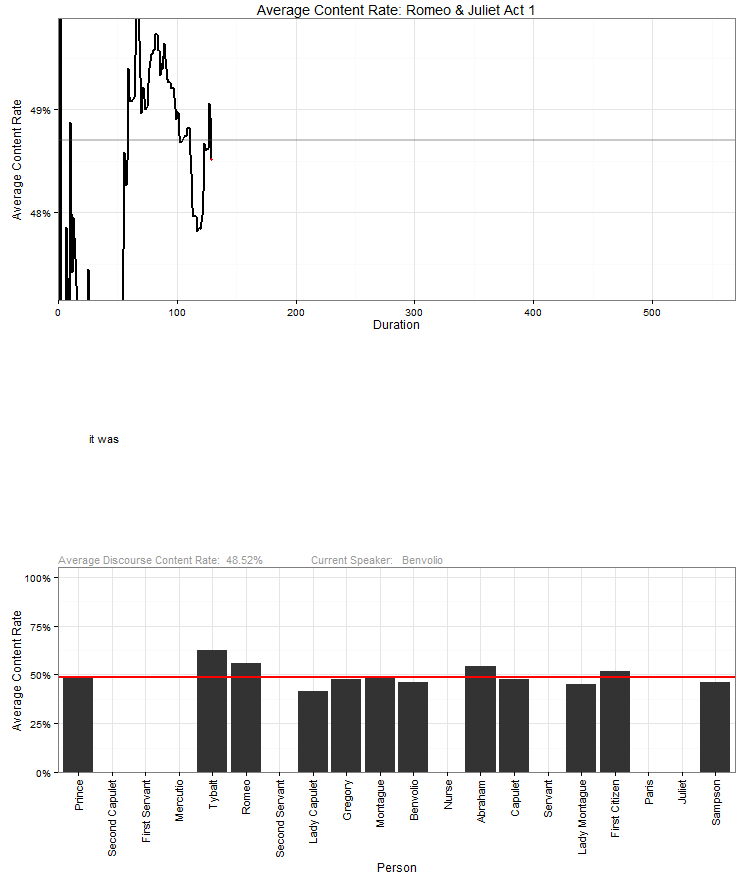 Average Content Rate: Romeo & Juliet Act 1
Average Content Rate
49%
48%
0 100 200 300 400 500
Duration
it was
Average Discourse Content Rate: 48.52% Current Speaker: Benvolio
Average Content Rate
100%
75%
50%
25%
0%
Prince
Second Capulet
First Servant
Mercutio
Tybalt
Romeo
Second Servant
Lady Capulet
Gregory
Montague
Benvolio
Nurse
Abraham
Capulet
Servant
Lady Montague
First Citizen
Paris
Juliet
Sampson
Person